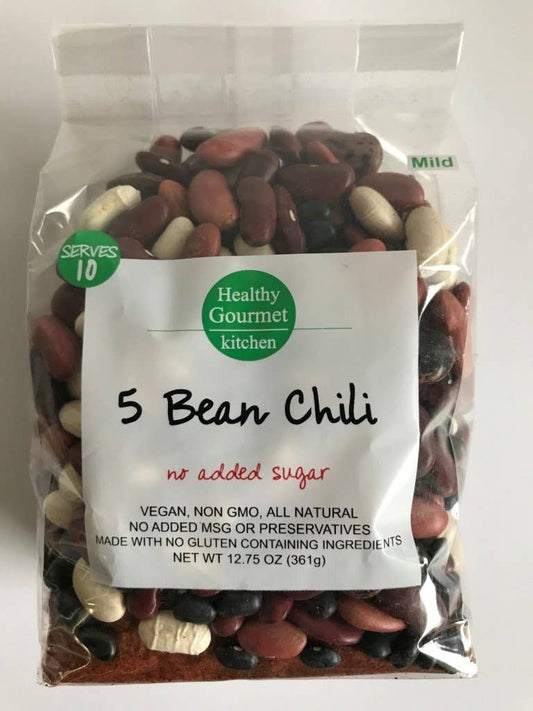 Mild
SERVES
10
Healthy
Gourmet
kitchen
5 Bean Chili
no added sugar
VEGAN, NON GMO, ALL NATURAL
NO ADDED MSG OR PRESERVATIVES
MADE WITH NO GLUTEN CONTAINING INGREDIENTS
NET WT 12.75 OZ (361g)